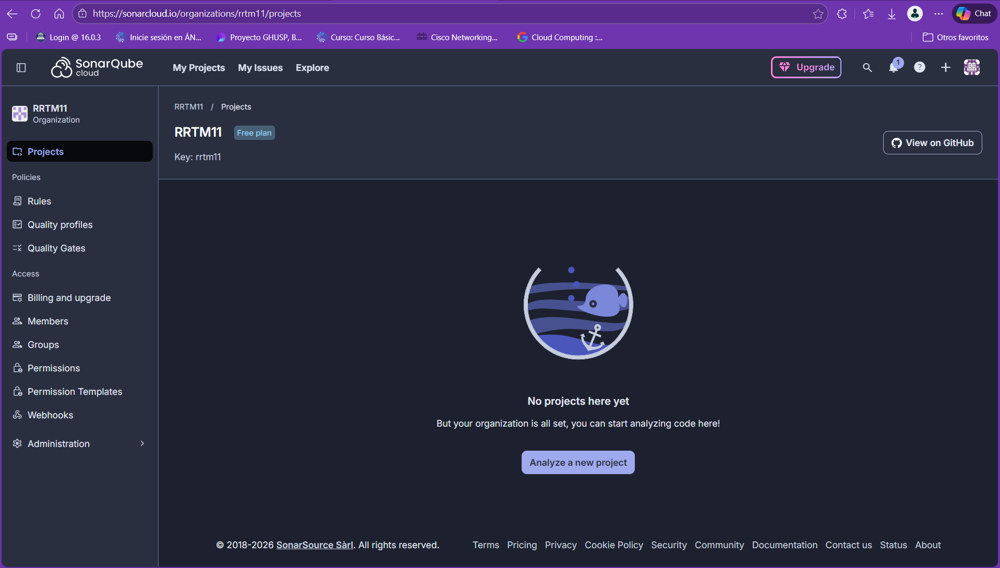 https://sonarcloud.io/organizations/rrtm11/projects
Chat
Login @ 16.0.3
Inicie sesión en ÁN...
Proyecto GHUSP, B...
Curso: Curso Básic...
Cisco Networking...
Cloud Computing :...
Otros favoritos
SonarQube
cloud
My Projects
My Issues
Explore
Upgrade
1
?
RRTM11
Organization
Projects
Policies
Rules
Quality profiles
Quality Gates
Access
Billing and upgrade
Members
Groups
Permissions
Permission Templates
Webhooks
Administration
RRTM11 / Projects
RRTM11
Free plan
Key: rrtm11
View on GitHub
No projects here yet
But your organization is all set, you can start analyzing code here!
Analyze a new project
© 2018-2026 SonarSource Sàrl. All rights reserved.
Terms Pricing Privacy Cookie Policy Security Community Documentation Contact us Status About